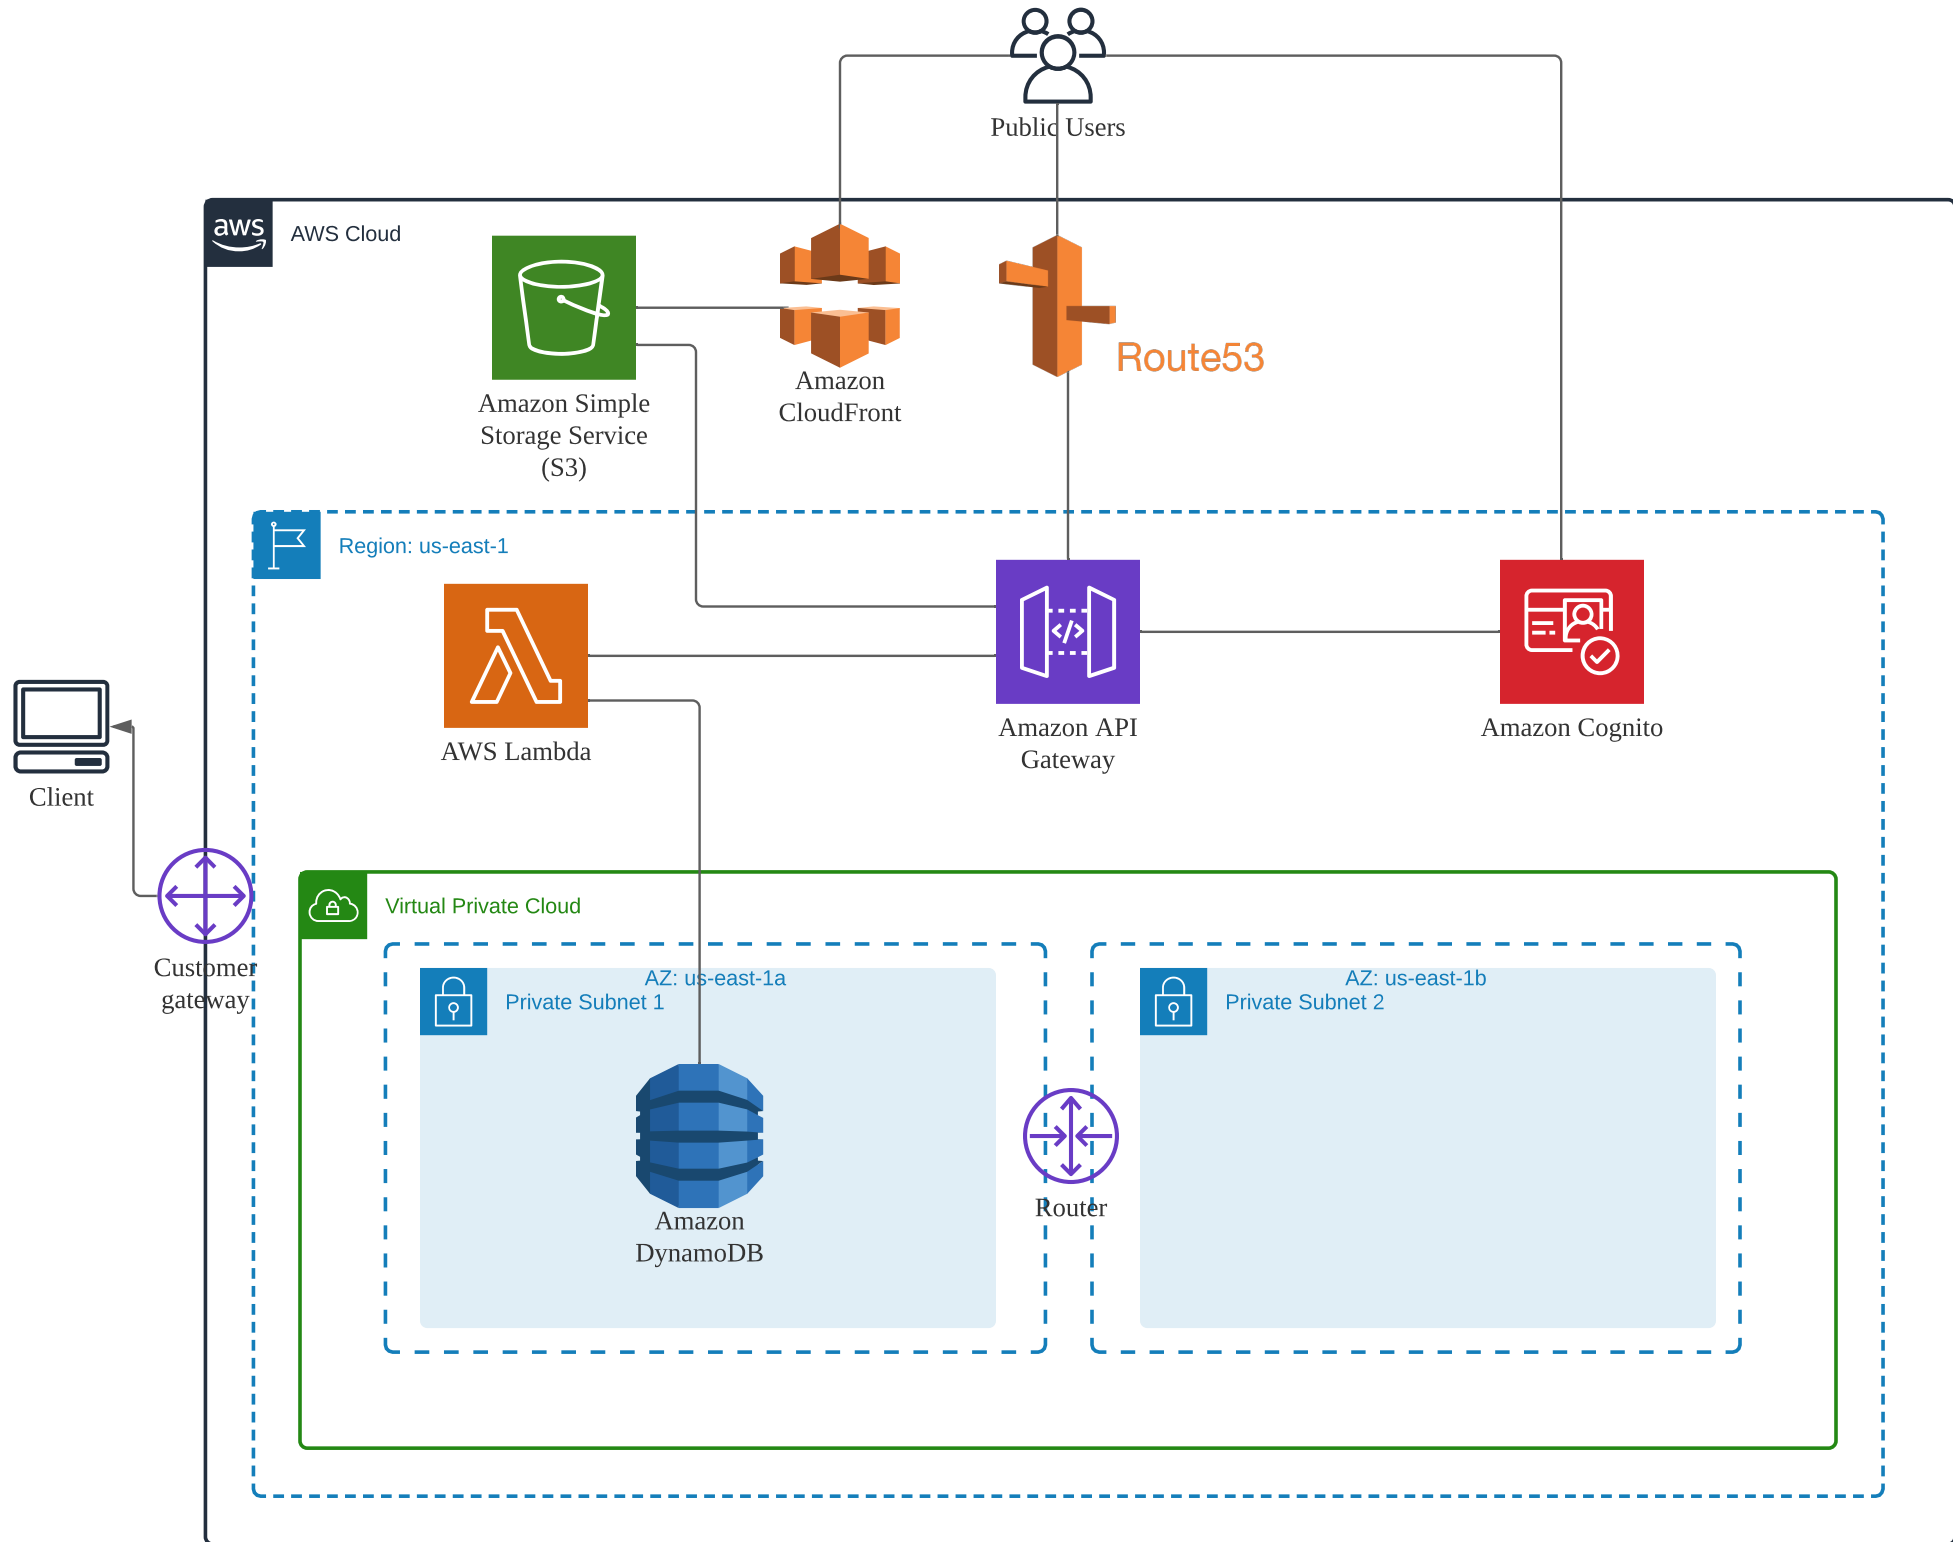 Public Users
aws
AWS Cloud
Route53
Amazon
CloudFront
Amazon Simple
Storage Service
(S3)
Region: us-east-1
AWS Lambda
Amazon API
Gateway
Amazon Cognito
Client
Customer
gateway
Virtual Private Cloud
AZ: us-east-1a
Private Subnet 1
AZ: us-east-1b
Private Subnet 2
Router
Amazon
DynamoDB